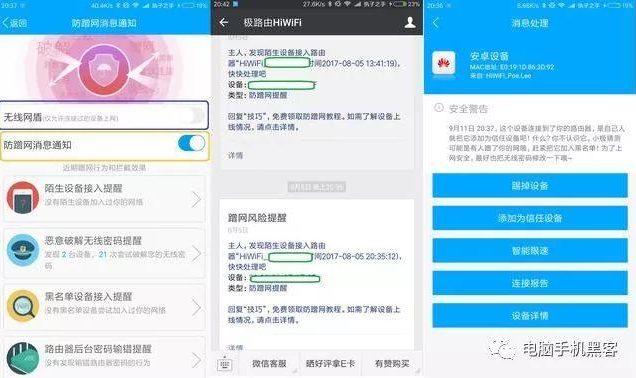 20:37 40.4K/s 19%
返回 防蹭网消息通知
无线网盾(仅允许连接过的设备上网)
防蹭网消息通知
近期蹭网行为和拦截效果
陌生设备接入提醒
没有陌生设备加入过你的网络
恶意破解无线密码提醒
发现 2 台设备，21 次尝试破解您的无线密
码
黑名单设备接入提醒
没有黑名单设备尝试加入过你的网络
路由器后台密码输错提醒
没有发现输错路由器密码的行为
20:42 27.6K/s 执子之手 23%
极路由HiWiFi
主人，发现陌生设备接入路由
器"HiWiFi_ 时间2017-08-05 13:41:19)，
快快处理吧
设备:
类型: 防蹭网提醒
回复"技巧"，免费领取防蹭网教程。如需了解设备上
线情况，请点击详情。
详情
8月5日 晚上20:35
蹭网风险提醒
8月5日
主人，发现陌生设备接入路由
器"HiWiFi_ 时间2017-08-05 20:35:12)，
快快处理吧
设备:
类型: 防蹭网提醒
回复"技巧"，免费领取防蹭网教程。如需了解设备上
线情况，请点击详情。
详情
微信客服 晒好评拿E卡 有赞购买
20:38 6.68K/s 执子之手 19%
消息处理
安卓设备
MAC地址: E0:19:1D:86:3D:92
来自: HiWiFi_Poe.Lee
安全警告
9月11日 20:37，这个设备连接到了你的路由器，是自己人
就把它添加为信任设备吧！什么？你不认识它，小极猜测
可能是有人蹭了你的网哦，赶紧把它加入黑名单！为了上
网安全，最好也把无线密码修改一下哦~
踢掉设备
添加为信任设备
智能限速
连接报告
设备详情
电脑手机黑客